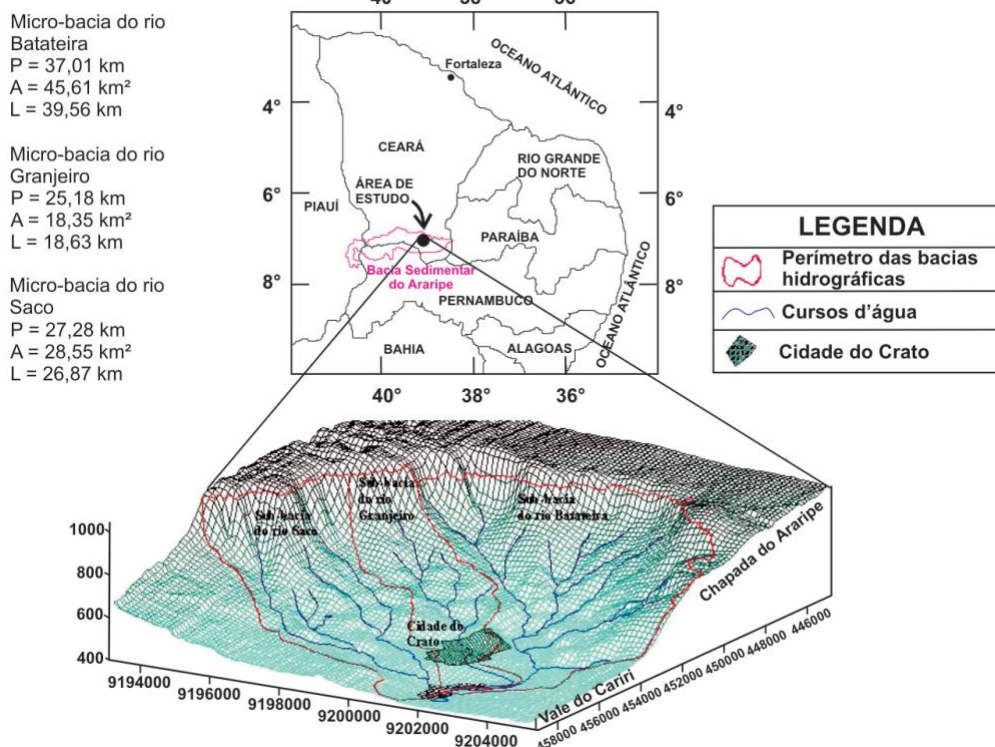 Micro-bacia do rio
Batateira
P = 37,01 km
A = 45,61 km²
L = 39,56 km
Micro-bacia do rio
Granjeiro
P = 25,18 km
A = 18,35 km²
L = 18,63 km
Micro-bacia do rio
Saco
P = 27,28 km
A = 28,55 km²
L = 26,87 km
40° 38° 36°
OCEANO ATLÂNTICO
Fortaleza
4° 4°
CEARÁ
RIO GRANDE
DO NORTE
ÁREA DE
ESTUDO
6° 6°
PIAUÍ
PARAÍBA
Bacia Sedimentar
do Araripe
8° 8°
PERNAMBUCO
OCEANO ATLÂNTICO
BAHIA
ALAGOAS
40° 38° 36°
LEGENDA
Perímetro das bacias
hidrográficas
Cursos d'água
Cidade do Crato
Sub-bacia
do rio Saco
Sub-bacia
do rio
Granjeiro
Sub-bacia
do rio Batateira
Cidade do
Crato
1000
800
600
400
9194000
9196000
9198000
9200000
9202000
9204000
Vale do Cariri
458000
456000
454000
452000
450000
448000
446000
Chapada do Araripe